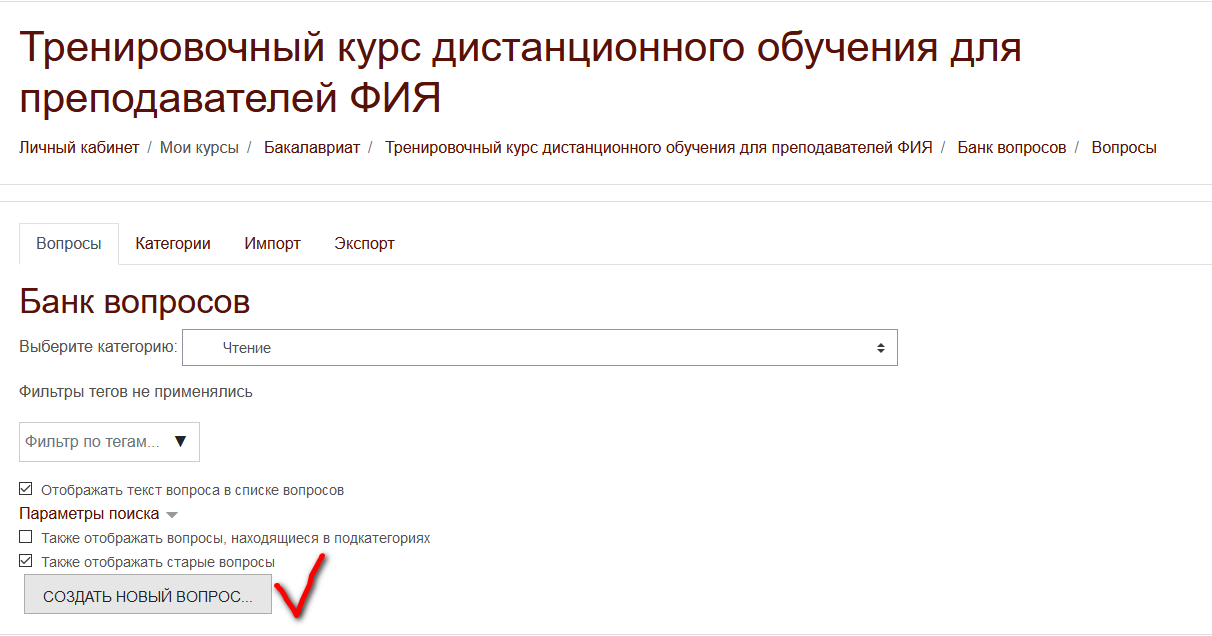 Тренировочный курс дистанционного обучения для
преподавателей ФИЯ
Личный кабинет / Мои курсы / Бакалавриат / Тренировочный курс дистанционного обучения для преподавателей ФИЯ / Банк вопросов / Вопросы
Вопросы Категории Импорт Экспорт
Банк вопросов
Выберите категорию: Чтение
Фильтры тегов не применялись
Фильтр по тегам... ▼
Отображать текст вопроса в списке вопросов
Параметры поиска
Также отображать вопросы, находящиеся в подкатегориях
Также отображать старые вопросы
СОЗДАТЬ НОВЫЙ ВОПРОС...